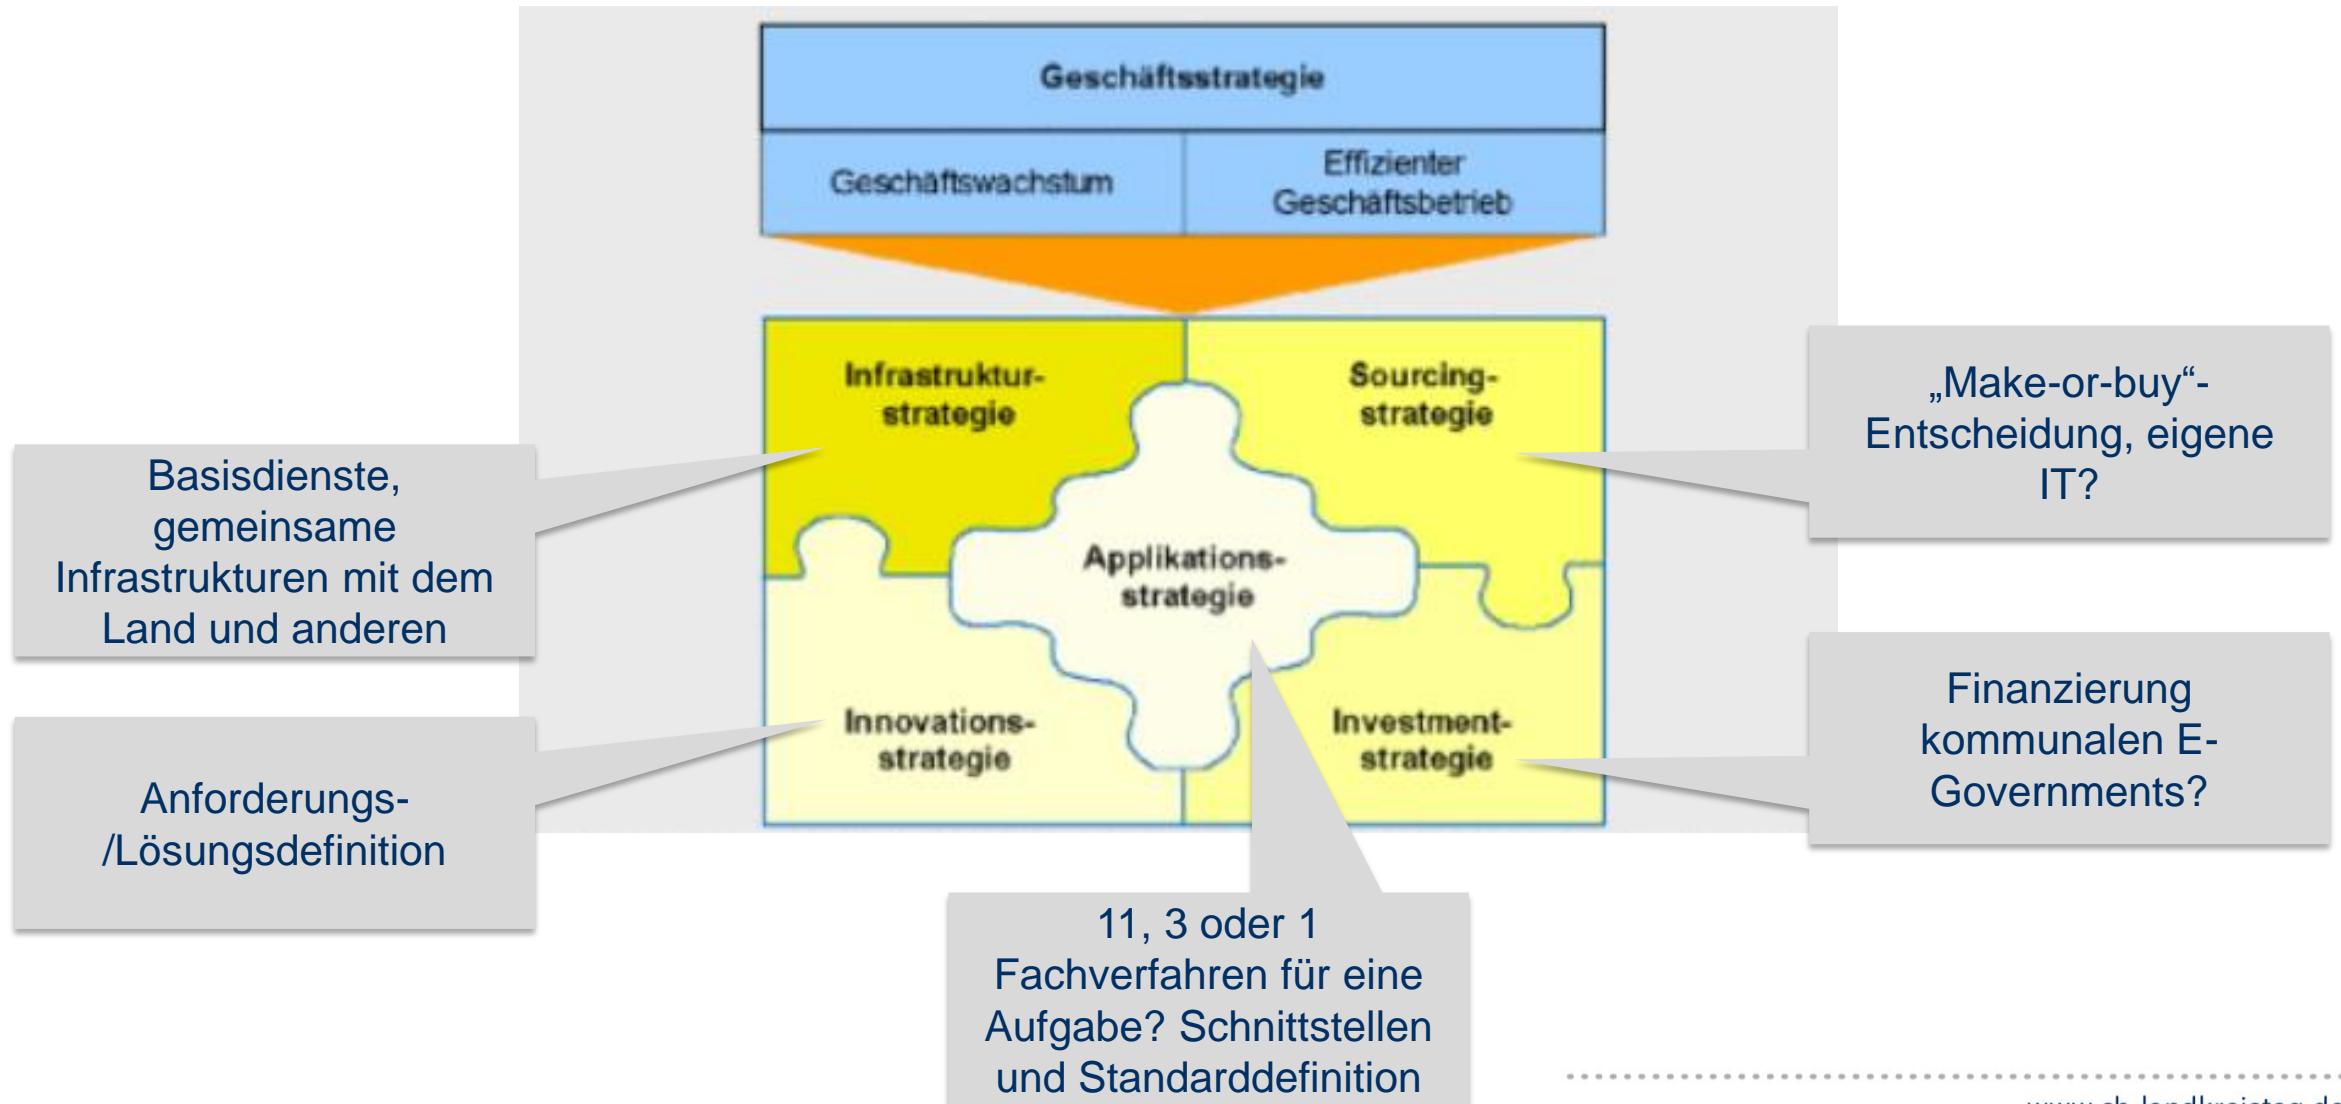 Geschäftsstrategie
Geschäftswachstum
Effizienter
Geschäftsbetrieb
Infrastruktur-
strategie
Sourcing-
strategie
Applikations-
strategie
Innovations-
strategie
Investment-
strategie
Basisdienste,
gemeinsame
Infrastrukturen mit dem
Land und anderen
Anforderungs-
/Lösungsdefinition
„Make-or-buy“-
Entscheidung, eigene
IT?
Finanzierung
kommunalen E-
Governments?
11, 3 oder 1
Fachverfahren für eine
Aufgabe? Schnittstellen
und Standarddefinition